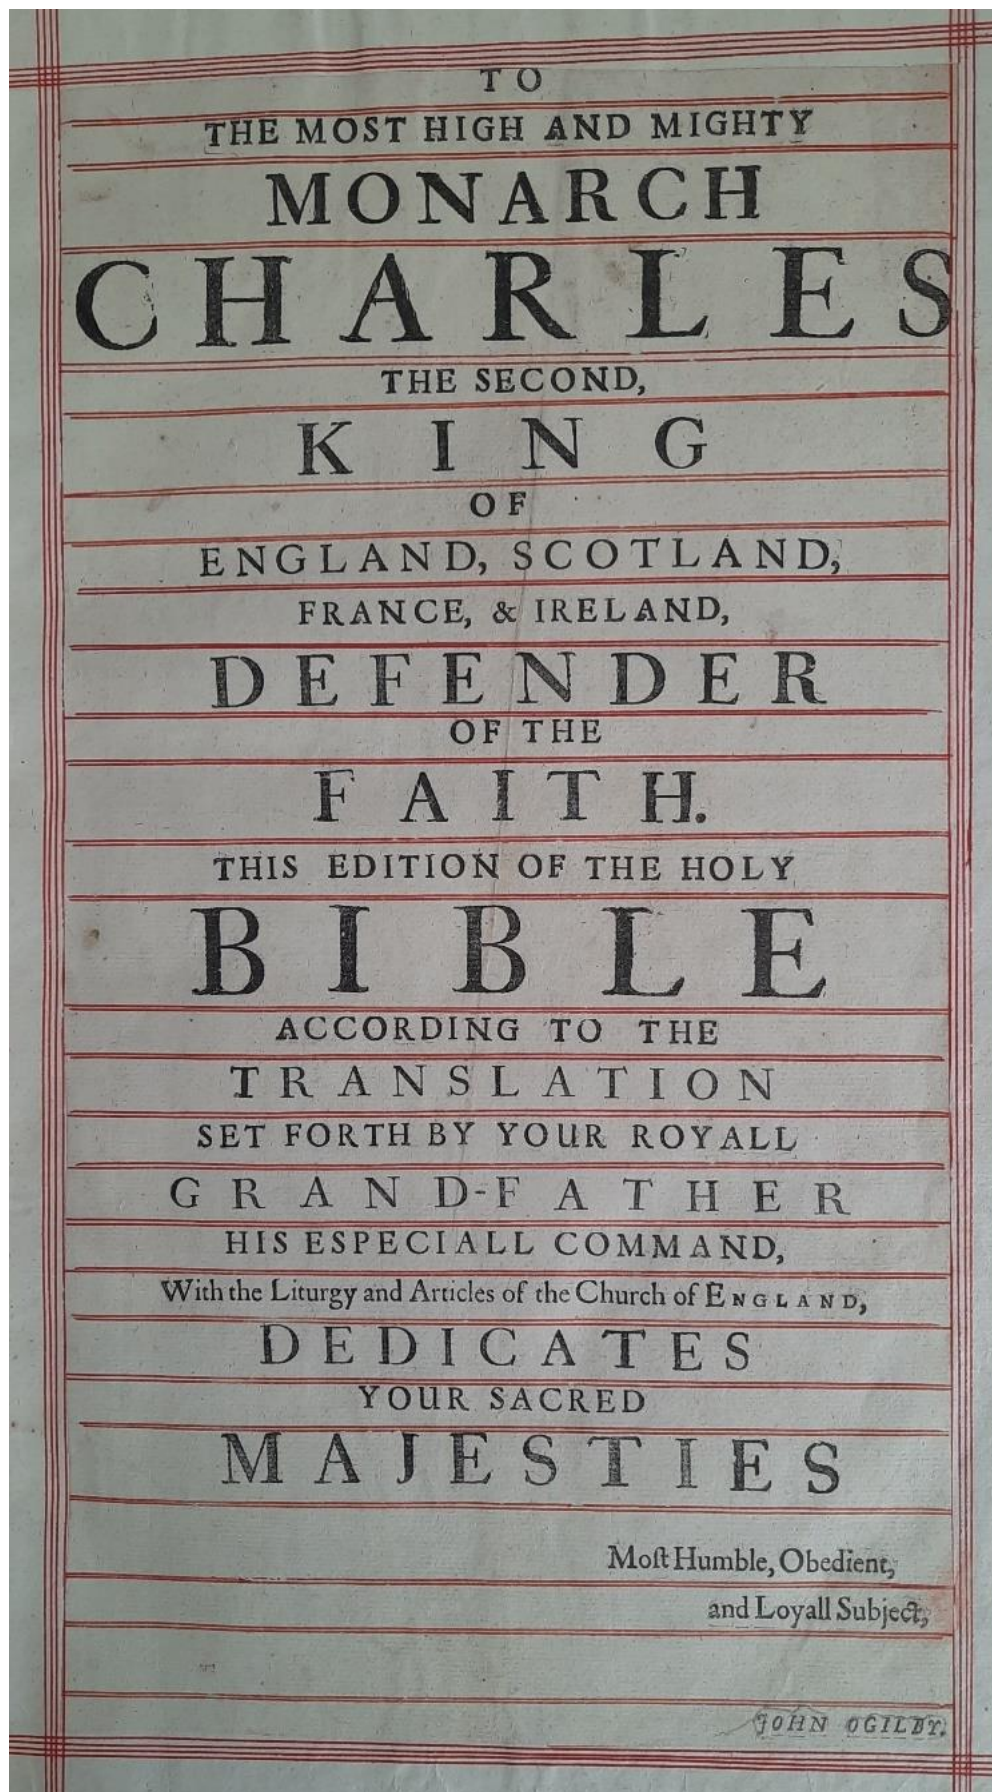 TO
THE MOST HIGH AND MIGHTY
MONARCH
CHARLES
THE SECOND,
KING
OF
ENGLAND, SCOTLAND,
FRANCE, & IRELAND,
DEFENDER
OF THE
FAITH.
THIS EDITION OF THE HOLY
BIBLE
ACCORDING TO THE
TRANSLATION
SET FORTH BY YOUR ROYALL
GRAND-FATHER
HIS ESPECIALL COMMAND,
With the Liturgy and Articles of the Church of ENGLAND,
DEDICATES
YOUR SACRED
MAJESTIES
Moſt Humble, Obedient,
and Loyall Subject,
JOHN OGILBY.